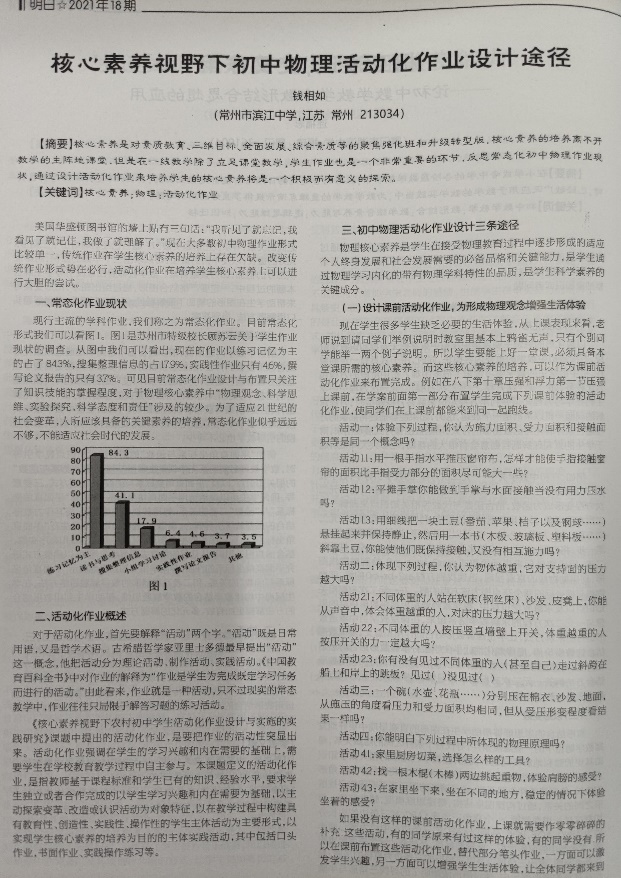 明日☆2021年18期
核心素养视野下初中物理活动化作业设计途径
钱相如
(常州市滨江中学,江苏 常州 213034)
【摘要】核心素养是对素质教育、三维目标、全面发展、综合素质等的聚焦强化班和升级转型版,核心素养的培养离不开
教学的主阵地课堂,但是在一线教学除了立足课堂教学,学生作业也是一个非常重要的环节,反思常态化初中物理作业现
状,通过设计活动化作业来培养学生的核心素养将是一个积极而有意义的探索。
【关键词】核心素养;物理;活动化作业
美国华盛顿图书馆的墙上贴有三句话:“我听见了就忘记,我
看见了就记住,我做了就理解了。”现在大多数初中物理作业形式
比较单一,传统作业在学生核心素养的培养上存在欠缺。改变传
统作业形式势在必行,活动化作业在培养学生核心素养上可以进
行大胆的尝试。
一、常态化作业现状
现行主流的学科作业,我们称之为常态化作业。目前常态化
形式我们可以看图1。图1是苏州市特级校长顾苏云关于学生作业
现状的调查。从图中我们可以看出,现在的作业以练习记忆为主
的占了84.3%,搜集整理信息的占17.9%,实践性作业只有4.6%,撰
写论文报告的只有3.7%。可见目前常态化作业设计与布置只关注
了知识技能的掌握程度,对于物理核心素养中“物理观念、科学思
维、实验探究、科学态度和责任”涉及的较少。为了适应21世纪的
社会变革,人所应该具备的关键素养的培养,常态化作业似乎远远
不够,不能适应社会时代的发展。
90
80
70
60
50
40
30
20
10
0
84.3
41.1
17.9
6.4
4.6
3.7
3.5
练习记忆为主
读书与思考
搜集整理信息
小组学习讨论
实践性作业
撰写论文报告
其他
图1
二、活动化作业概述
对于活动化作业,首先要解释“活动”两个字。“活动”既是日常
用语,又是哲学术语。古希腊哲学家亚里士多德最早提出“活动”
这一概念,他把活动分为理论活动、制作活动、实践活动。《中国教
育百科全书》中对作业的解释为“作业是学生为完成既定学习任务
而进行的活动。”由此看来,作业就是一种活动,只不过现实的常态
教学中,作业往往只局限于解答习题的练习活动。
《核心素养视野下农村初中学生活动化作业设计与实施的实
践研究》课题中提出的活动化作业,是要把作业的活动性突显出
来。活动化作业强调在学生的学习兴趣和内在需要的基础上,需
要学生在学校教育教学过程中自主参与。本课题定义的活动化作
业,是指教师基于课程标准和学生已有的知识、经验水平,要求学
生独立或者合作完成的以学生学习兴趣和内在需要为基础,以主
动探索变革、改造或认识活动为对象特征,以在教学过程中构建具
有教育性、创造性、实践性、操作性的学生主体活动为主要形式,以
实现学生核心素养的培养为目的的主体实践活动,其中包括口头
作业、书面作业、实践操作练习等。
三、初中物理活动化作业设计三条途径
物理核心素养是学生在接受物理教育过程中逐步形成的适应
个人终身发展和社会发展需要的必备品格和关键能力,是学生通
过物理学习内化的带有物理学科特性的品质,是学生科学素养的
关键成分。
(一)设计课前活动化作业,为形成物理观念增强生活体验
现在学生很多学生缺乏必要的生活体验,从上课表现来看,老
师说到请同学们举例说明时教室里基本上鸦雀无声,只有个别同
学能举一两个例子说明。所以学生要能上好一堂课,必须具备本
堂课所需的核心素养。而这些核心素养的培养,可以作为课前活
动化作业来布置完成。例如在八下第十章压强和浮力第一节压强
上课前,在学案前面第一部分布置学生完成下列课前体验的活动
化作业,使同学们在上课前都能来到同一起跑线。
活动一:体验下列过程,你认为施力面积、受力面积和接触面
积等是同一个概念吗?
活动1.1:用一根手指水平推压窗帘布,怎样才能使手指接触窗
帘的面积比手指受力部分的面积尽可能大一些?
活动1.2:平摊手掌你能做到手掌与水面接触当没有用力压水
吗?
活动1.3:用细线把一块土豆(番茄、苹果、桔子以及钢球……)
悬挂起来并保持静止,然后用一本书(木板、玻璃板、塑料板……)
斜靠土豆,你能使他们既保持接触,又没有相互施力吗?
活动二:体现下列过程,你认为物体越重,它对支持面的压力
越大吗?
活动2.1:不同体重的人站在软床(钢丝床)、沙发、皮凳上,你能
从声音中,体会体重越重的人,对床的压力越大吗?
活动2.2:不同体重的人按压竖直墙壁上开关,体重越重的人
按压开关的力一定越大吗?
活动2.3:你有没有见过不同体重的人(甚至自己)走过斜跨在
船上和岸上的跳板?见过( )没见过( )
活动三:一个碗(水壶、花瓶……)分别压在棉衣、沙发、地面,
从施压的角度看压力和受力面积均相同,但从受压形变程度看结
果一样吗?
活动四:你能明白下列过程中所体现的物理原理吗?
活动4.1:家里厨房切菜,选择怎么样的工具?
活动4.2:找一根木棍(木棒)两边挑起重物,体验肩膀的感受?
活动4.3:在家里坐下来,坐在不同的地方,稳定的情况下体验
坐着的感受?
如果没有这样的课前活动化作业,上课就需要作零零碎碎的
补充 这些活动,有的同学原来有过这样的体验,有的同学没有 所
以在课前布置这些活动化作业,替代部分笔头作业,一方面可以激
发学生兴趣,另一方面可以增强学生生活体验,让全体同学都来到